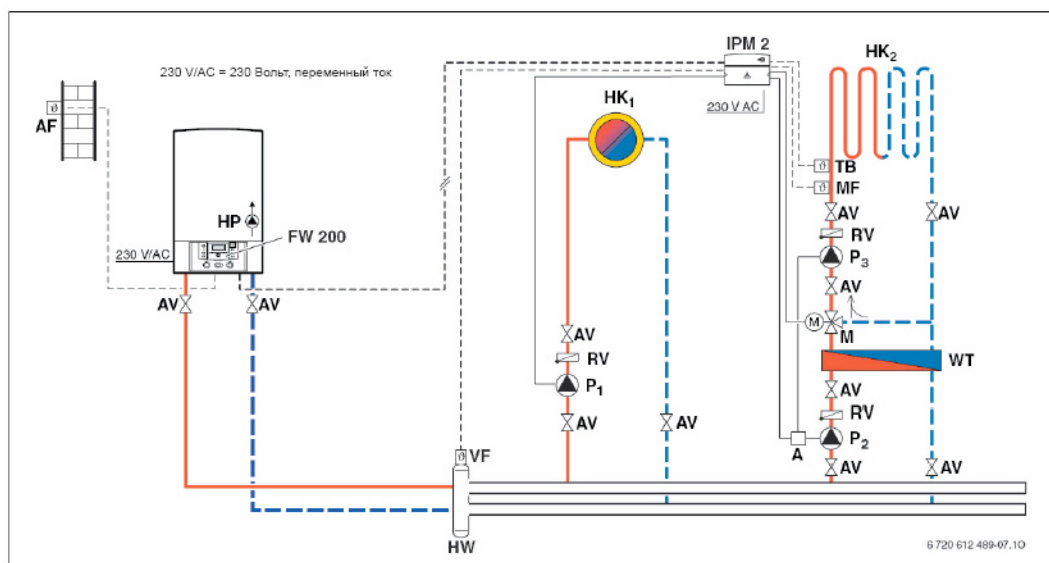 IPM 2
HK2
230 V/AC = 230 Вольт, переменный ток
HK1
230 V AC
AF
TB
MF
HP
AV
AV
FW 200
RV
230 V/AC
P3
AV
AV
AV
M
M
AV
RV
WT
P1
AV
RV
AV
AV
A
P2
VF
AV
AV
HW
6 720 612 489-07.1O